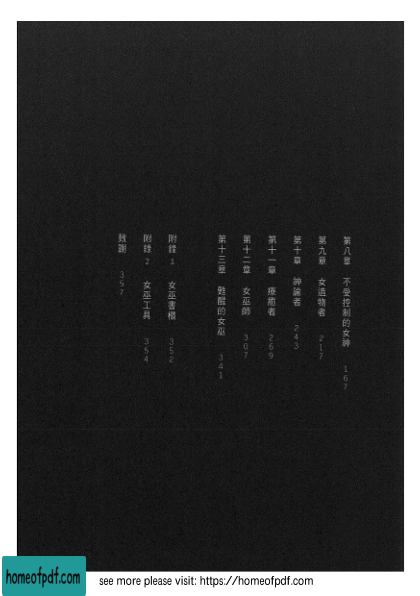 第八章 不受控制的女神 167
第九章 女造物者 217
第十章 神諭者 243
第十一章 療癒者 269
第十二章 女巫師 307
第十三章 甦醒的女巫 341
附錄1 女巫書櫃 352
附錄2 女巫工具 354
致謝 357
homeofpdf.com
see more please visit: https://homeofpdf.com